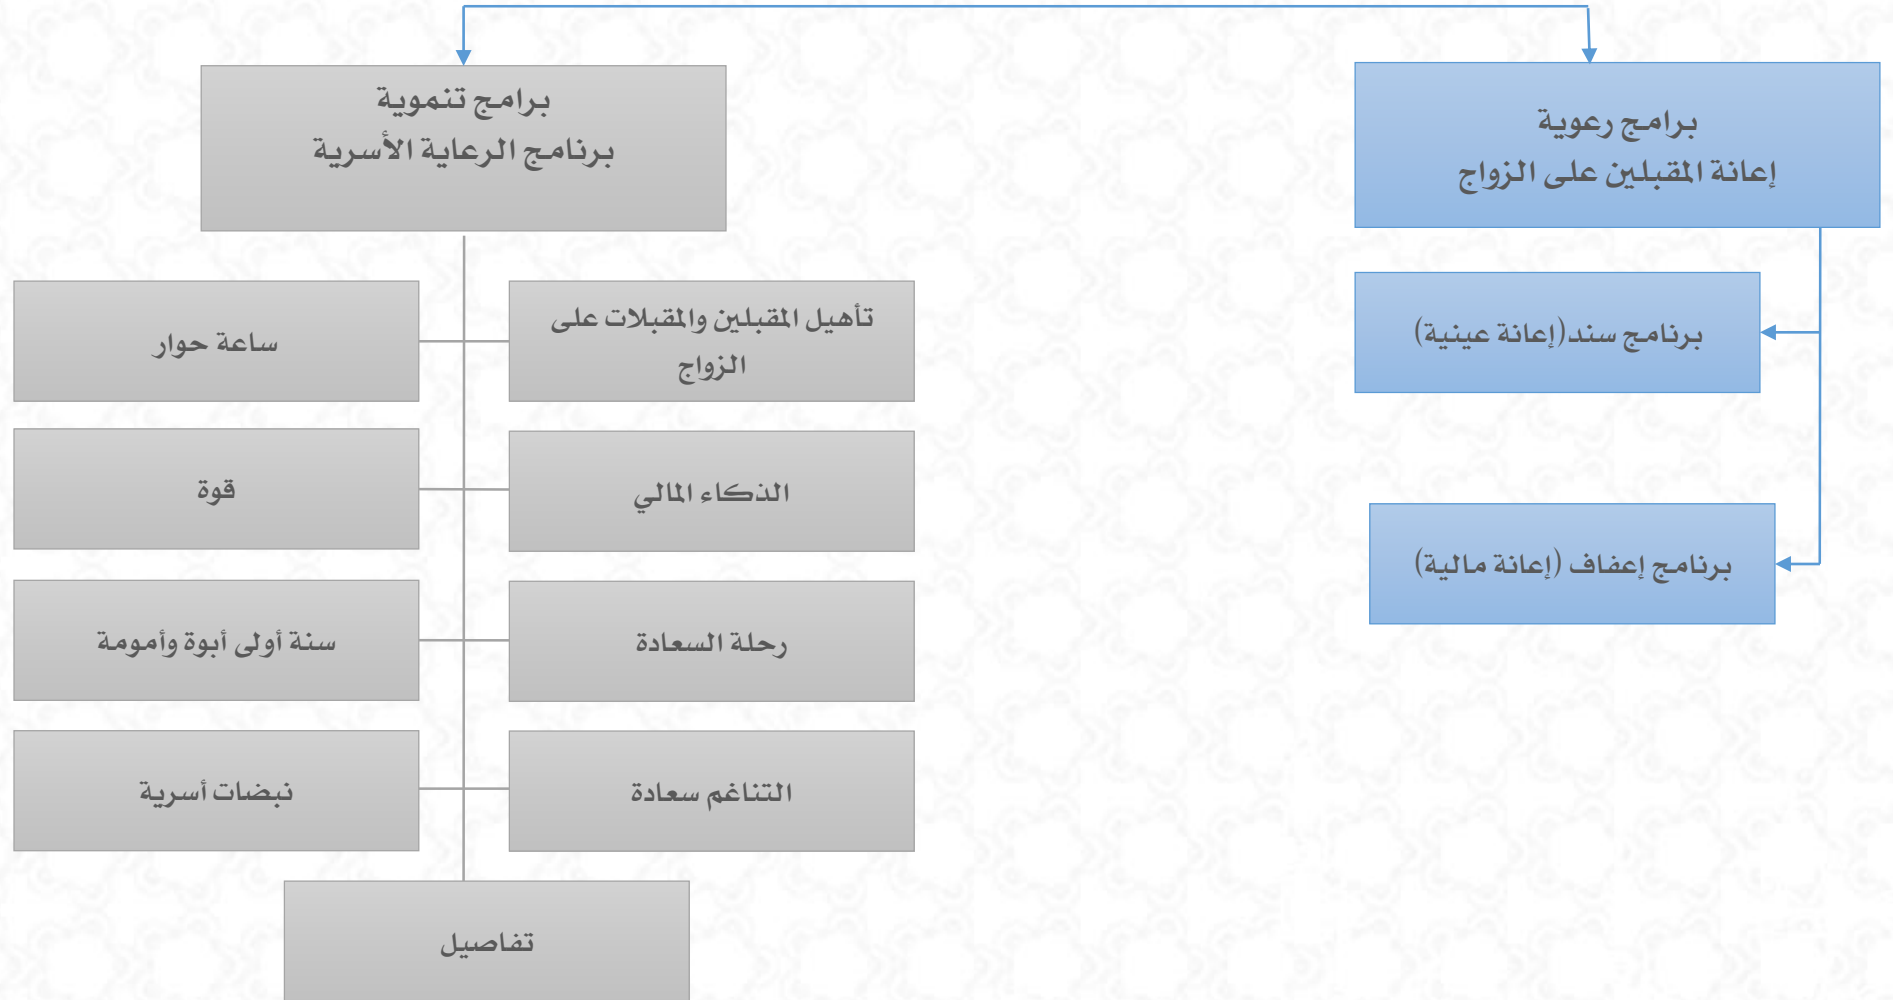 برامج رعوية
إعانة المقبلين على الزواج
برنامج سند(إعانة عينية)
برنامج إعفاف (إعانة مالية)
برامج تنموية
برنامج الرعاية الأسرية
تأهيل المقبلين والمقبلات على
الزواج
ساعة حوار
الذكاء المالي
قوة
رحلة السعادة
سنة أولى أبوة وأمومة
التناغم سعادة
نبضات أسرية
تفاصيل